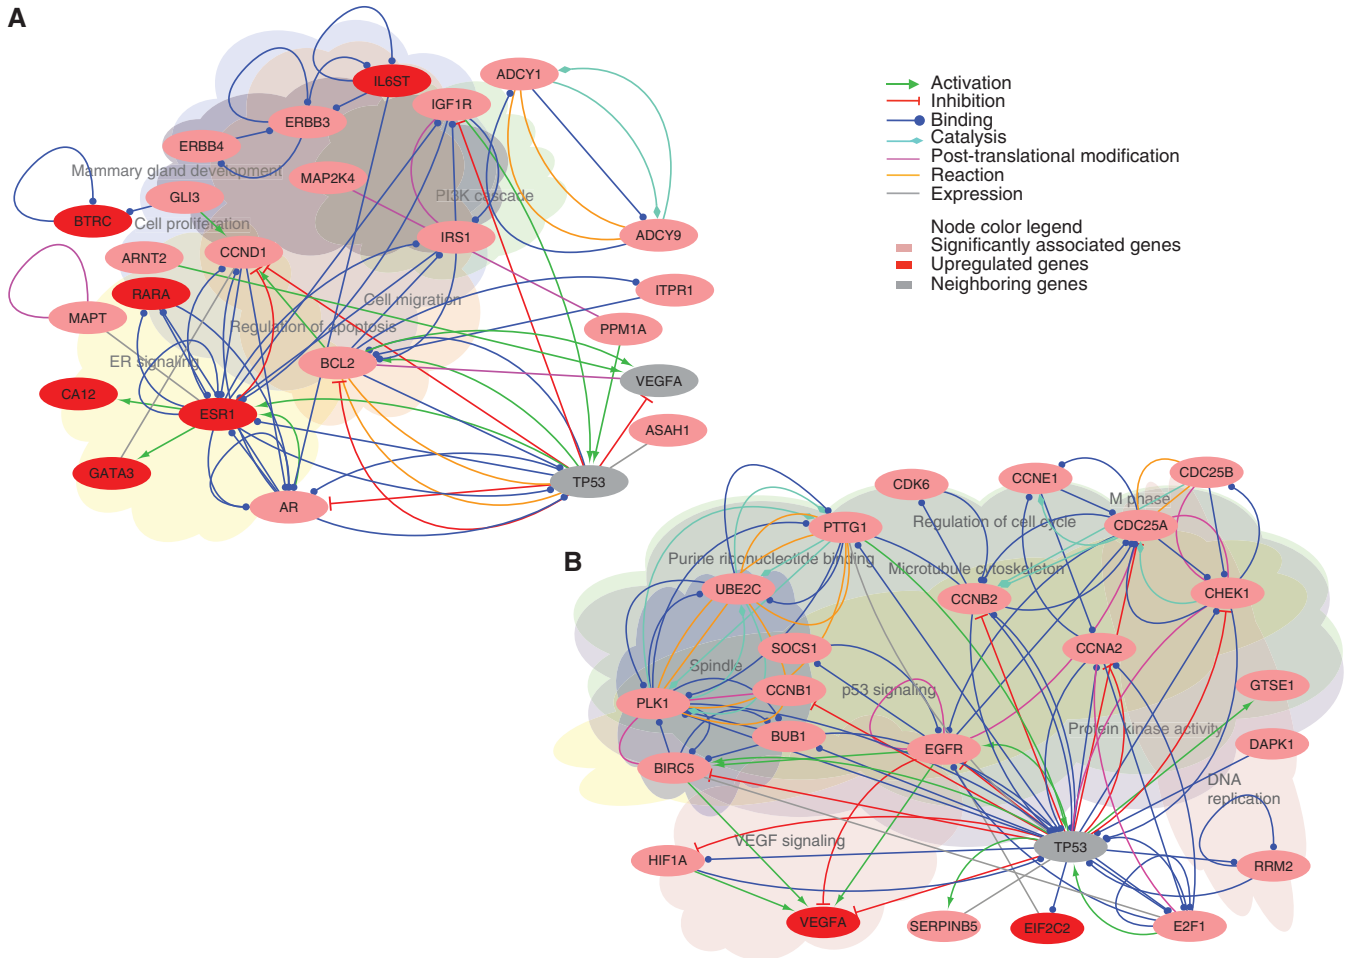 A
IL6ST
ADCY1
IGF1R
ERBB3
ERBB4
Mammary gland development
MAP2K4
PI3K cascade
GLI3
BTRC
Cell proliferation
IRS1
ADCY9
ARNT2
CCND1
RARA
ITPR1
Cell migration
MAPT
Regulation of apoptosis
PPM1A
ER signaling
BCL2
VEGFA
CA12
ESR1
ASAH1
GATA3
TP53
AR
Activation
Inhibition
Binding
Catalysis
Post-translational modification
Reaction
Expression
Node color legend
Significantly associated genes
Upregulated genes
Neighboring genes
B
CDK6
CCNE1
CDC25B
M phase
PTTG1
Regulation of cell cycle
CDC25A
Purine ribonucleotide binding
Microtubule cytoskeleton
UBE2C
CCNB2
CHEK1
SOCS1
CCNA2
Spindle
CCNB1
p53 signaling
GTSE1
PLK1
BUB1
EGFR
Protein kinase activity
DAPK1
BIRC5
DNA
replication
VEGF signaling
TP53
HIF1A
RRM2
VEGFA
SERPINB5
EIF2C2
E2F1